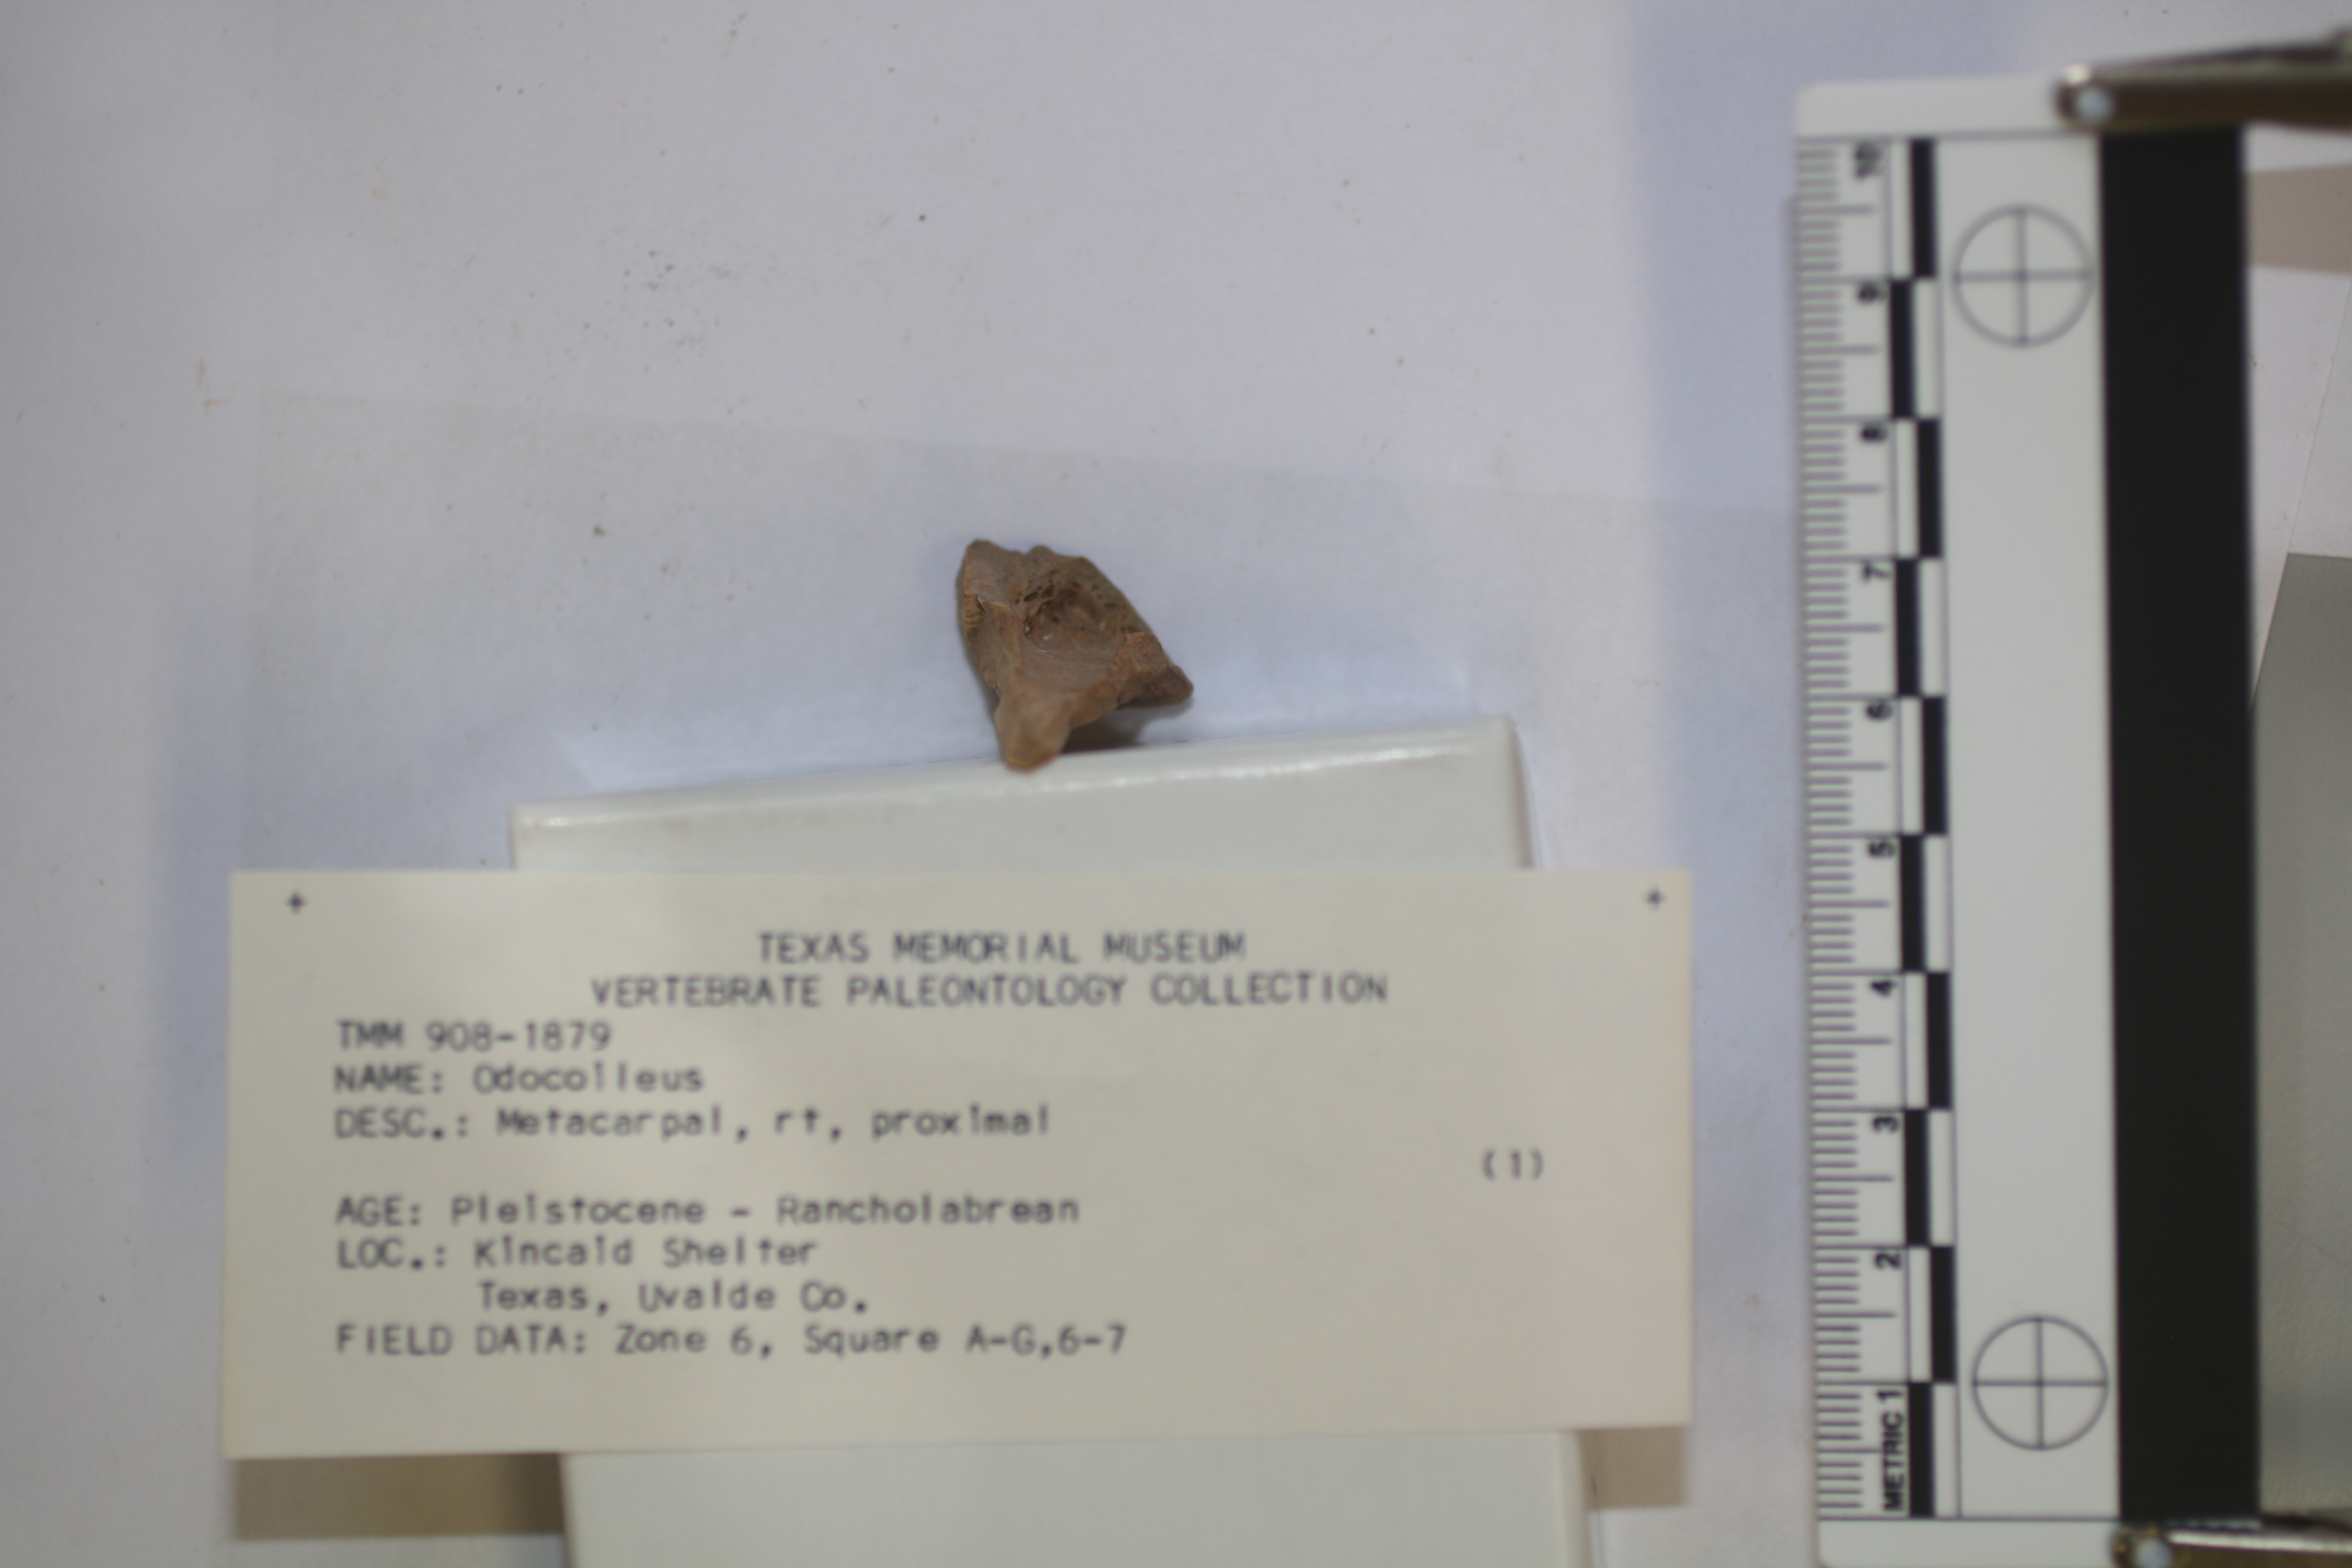 + +
TEXAS MEMORIAL MUSEUM
VERTEBRATE PALEONTOLOGY COLLECTION
TMM 908-1879
NAME: Odocoileus
DESC.: Metacarpal, rt, proximal
(1)
AGE: Pleistocene - Rancholabrean
LOC.: Kincaid Shelter
Texas, Uvalde Co.
FIELD DATA: Zone 6, Square A-G,6-7
METRIC 1 2 3 4 5 6 7 8 9 10